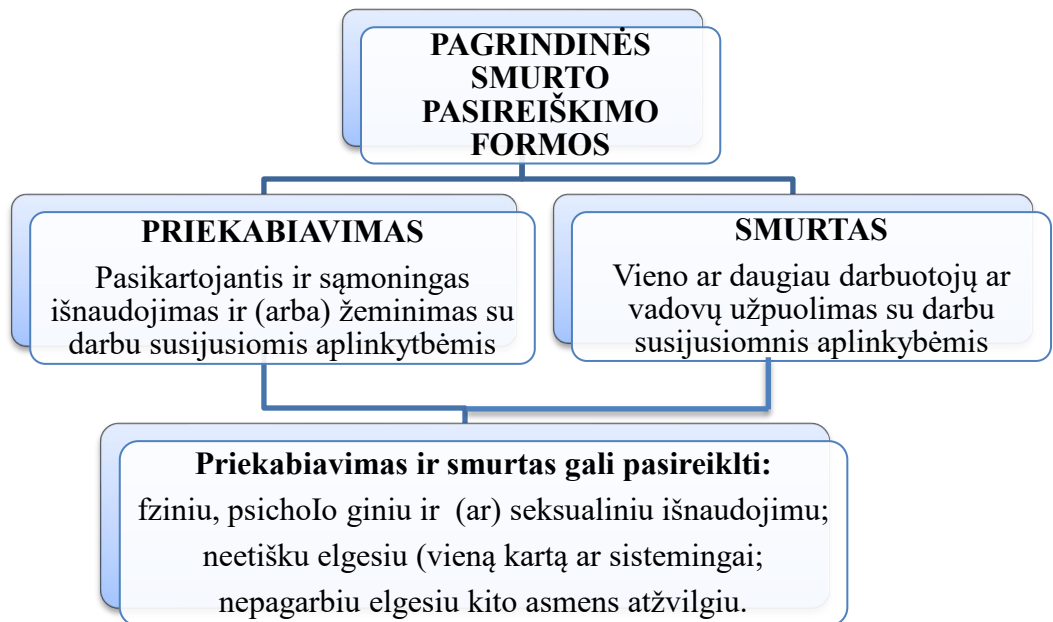 PAGRINDINĖS
SMURTO
PASIREIŠKIMO
FORMOS
PRIEKABIAVIMAS
Pasikartojantis ir sąmoningas
išnaudojimas ir (arba) žeminimas su
darbu susijusiomis aplinkytbėmis
SMURTAS
Vieno ar daugiau darbuotojų ar
vadovų užpuolimas su darbu
susijusiomnis aplinkybėmis
Priekabiavimas ir smurtas gali pasireiklti:
fziniu, psichoIo giniu ir (ar) seksualiniu išnaudojimu;
neetišku elgesiu (vieną kartą ar sistemingai;
nepagarbiu elgesiu kito asmens atžvilgiu.